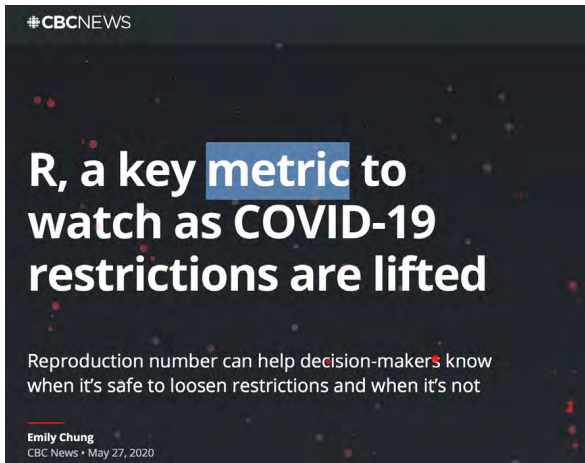 CBCNEWS
R, a key metric to
watch as COVID-19
restrictions are lifted
Reproduction number can help decision-makers know
when it's safe to loosen restrictions and when it's not
Emily Chung
CBC News • May 27, 2020